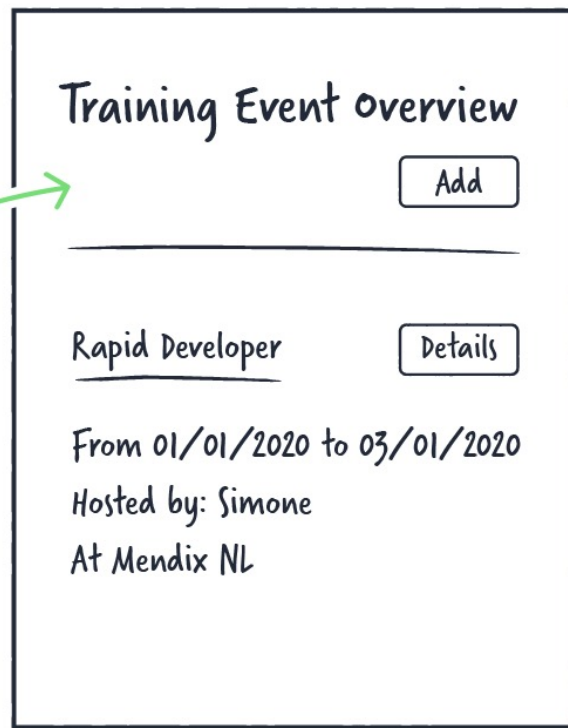 Training Event Overview
Add
Rapid Developer
Details
From 01/01/2020 to 03/01/2020
Hosted by: Simone
At Mendix NL